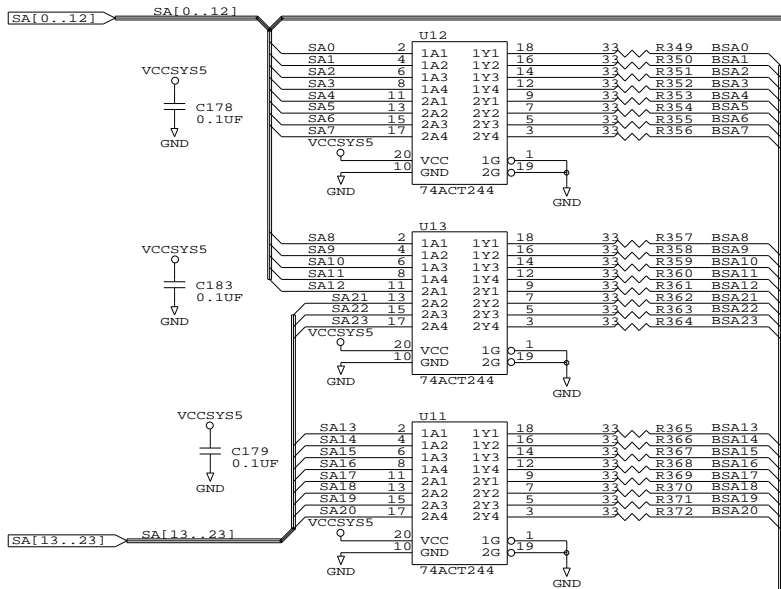 SA[0..12] SA[0..12]
U12
SA0 2 1A1 1Y1 18 33 R349 BSA0
SA1 4 1A2 1Y2 16 33 R350 BSA1
SA2 6 1A3 1Y3 14 33 R351 BSA2
SA3 8 1A4 1Y4 12 33 R352 BSA3
SA4 11 2A1 2Y1 9 33 R353 BSA4
SA5 13 2A2 2Y2 7 33 R354 BSA5
SA6 15 2A3 2Y3 5 33 R355 BSA6
SA7 17 2A4 2Y4 3 33 R356 BSA7
VCCSYS5
C178
0.1UF
GND
VCCSYS5
20 VCC 1G 1
10 GND 2G 19
GND
74ACT244
GND
U13
SA8 2 1A1 1Y1 18 33 R357 BSA8
SA9 4 1A2 1Y2 16 33 R358 BSA9
SA10 6 1A3 1Y3 14 33 R359 BSA10
SA11 8 1A4 1Y4 12 33 R360 BSA11
SA12 11 2A1 2Y1 9 33 R361 BSA12
SA21 13 2A2 2Y2 7 33 R362 BSA21
SA22 15 2A3 2Y3 5 33 R363 BSA22
SA23 17 2A4 2Y4 3 33 R364 BSA23
VCCSYS5
C183
0.1UF
GND
VCCSYS5
20 VCC 1G 1
10 GND 2G 19
GND
74ACT244
GND
U11
SA13 2 1A1 1Y1 18 33 R365 BSA13
SA14 4 1A2 1Y2 16 33 R366 BSA14
SA15 6 1A3 1Y3 14 33 R367 BSA15
SA16 8 1A4 1Y4 12 33 R368 BSA16
SA17 11 2A1 2Y1 9 33 R369 BSA17
SA18 13 2A2 2Y2 7 33 R370 BSA18
SA19 15 2A3 2Y3 5 33 R371 BSA19
SA20 17 2A4 2Y4 3 33 R372 BSA20
VCCSYS5
C179
0.1UF
GND
VCCSYS5
20 VCC 1G 1
10 GND 2G 19
GND
74ACT244
GND
SA[13..23] SA[13..23]